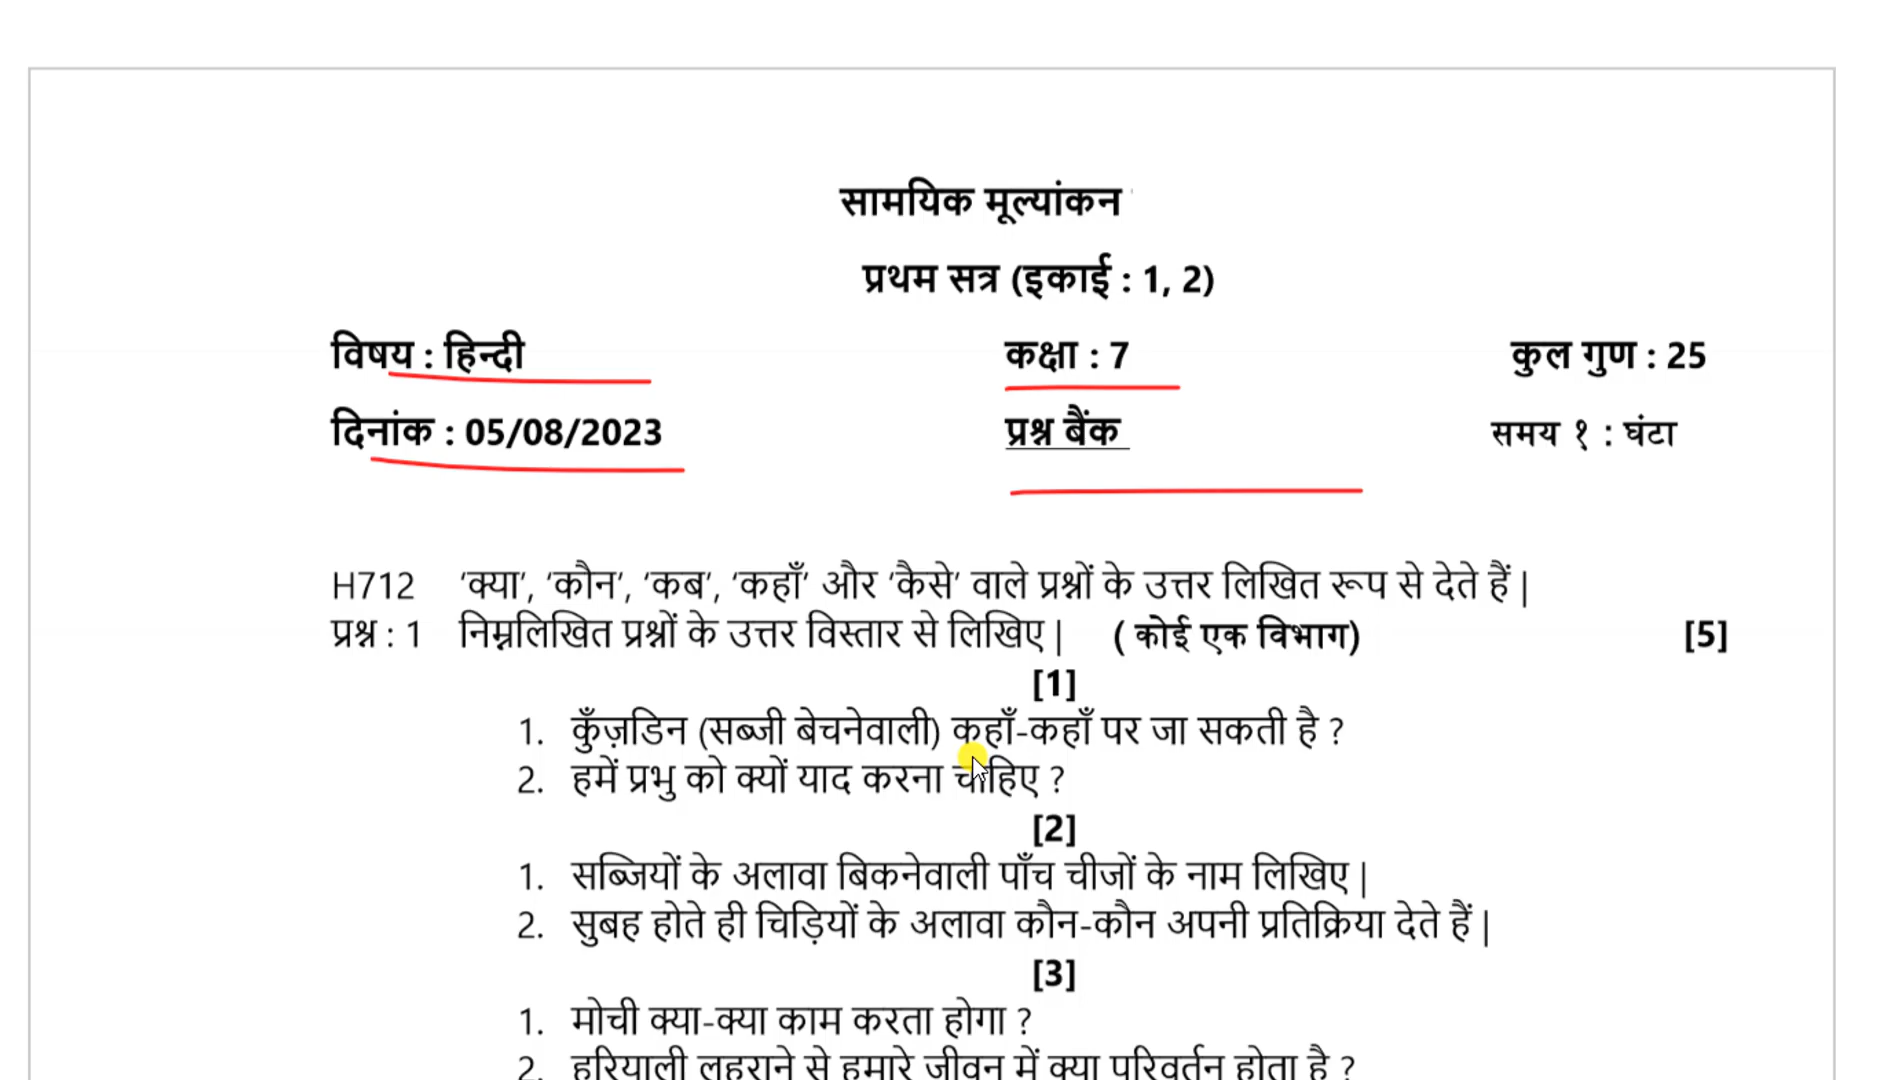 सामयिक मूल्यांकन
प्रथम सत्र (इकाई : 1, 2)
विषय : हिन्दी कक्षा : 7 कुल गुण : 25
दिनांक : 05/08/2023 प्रश्न बैंक समय १ : घंटा
H712 ‘क्या’, ‘कौन’, ‘कब’, ‘कहाँ’ और ‘कैसे’ वाले प्रश्नों के उत्तर लिखित रूप से देते हैं |
प्रश्न : 1 निम्नलिखित प्रश्नों के उत्तर विस्तार से लिखिए | ( कोई एक विभाग) [5]
[1]
1. कुँज़डिन (सब्जी बेचनेवाली) कहाँ-कहाँ पर जा सकती है ?
2. हमें प्रभु को क्यों याद करना चाहिए ?
[2]
1. सब्जियों के अलावा बिकनेवाली पाँच चीजों के नाम लिखिए |
2. सुबह होते ही चिड़ियों के अलावा कौन-कौन अपनी प्रतिक्रिया देते हैं |
[3]
1. मोची क्या-क्या काम करता होगा ?
2. हरियाली लहराने से हमारे जीवन में क्या परिवर्तन होता है ?